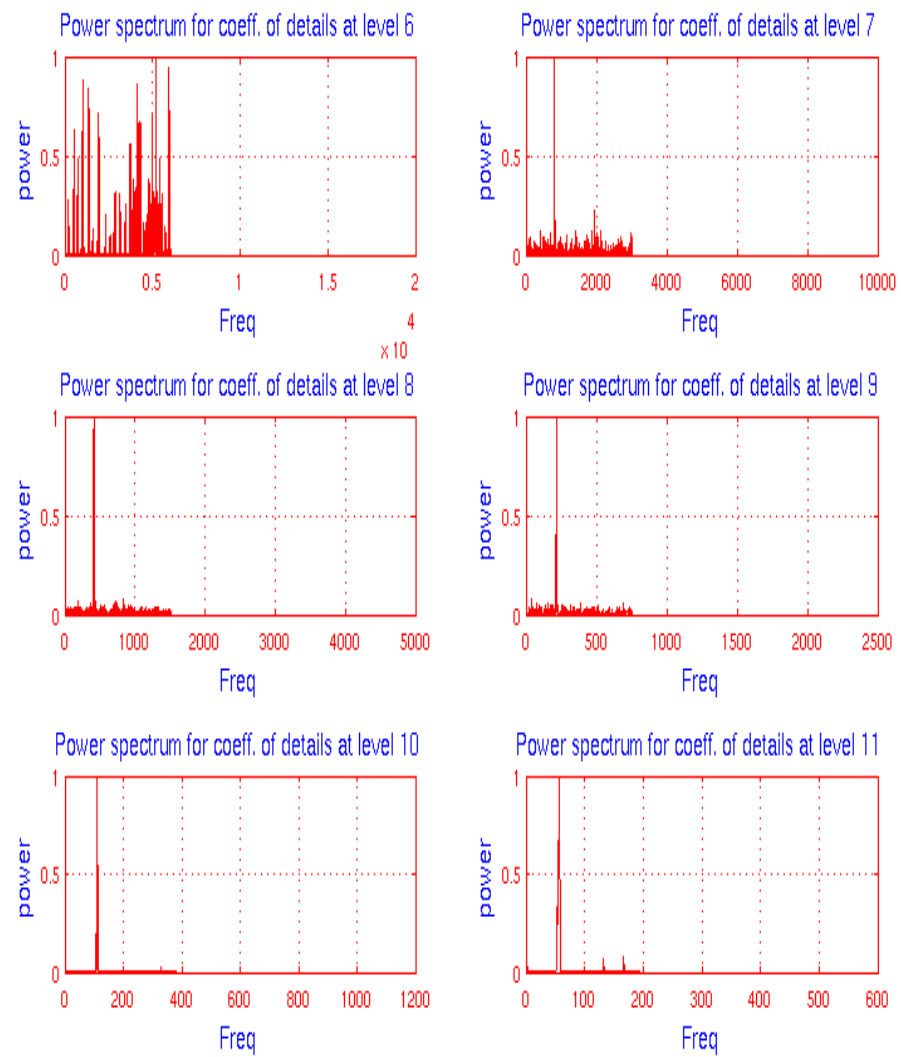 Power spectrum for coeff. of details at level 6
Power spectrum for coeff. of details at level 7
power
1
0.5
0
0
0.5
1
1.5
2
Freq
4
x 10
power
1
0.5
0
0
2000
4000
6000
8000
10000
Freq
Power spectrum for coeff. of details at level 8
Power spectrum for coeff. of details at level 9
power
1
0.5
0
0
1000
2000
3000
4000
5000
Freq
power
1
0.5
0
0
500
1000
1500
2000
2500
Freq
Power spectrum for coeff. of details at level 10
Power spectrum for coeff. of details at level 11
power
1
0.5
0
0
200
400
600
800
1000
1200
Freq
power
1
0.5
0
0
100
200
300
400
500
600
Freq